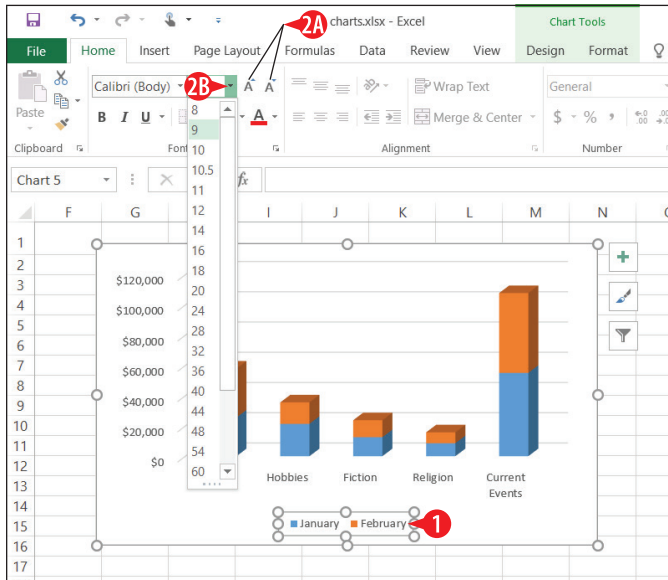 charts.xlsx - Excel
Chart Tools
2A
File Home Insert Page Layout Formulas Data Review View Design Format
Calibri (Body)
2B
A A
Wrap Text
General
Paste
B I U
A
Merge & Center
$ % , .0 .00
Clipboard
Font
Alignment
Number
8
9
10
10.5
11
12
14
16
18
20
24
28
32
36
40
44
48
54
60
Chart 5
fx
F G I J K L M N
1
2
3
4
5
6
7
8
9
10
11
12
13
14
15
16
17
$120,000
$100,000
$80,000
$60,000
$40,000
$20,000
$0
Hobbies Fiction Religion Current
Events
January February
1